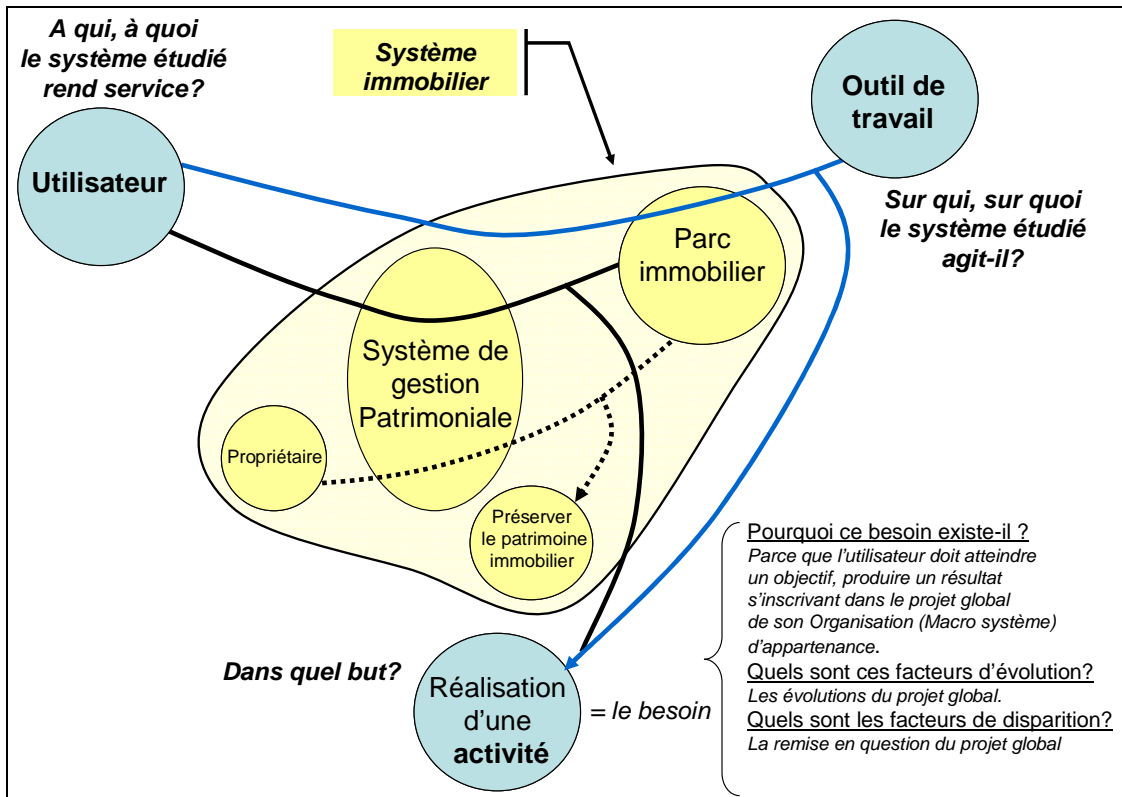 A qui, à quoi
le système étudié
rend service?
Utilisateur
Système
immobilier
Outil de
travail
Sur qui, sur quoi
le système étudié
agit-il?
Parc
immobilier
Système de
gestion
Patrimoniale
Propriétaire
Préserver
le patrimoine
immobilier
Dans quel but?
Réalisation
d'une
activité
= le besoin
Pourquoi ce besoin existe-il ?
Parce que l'utilisateur doit atteindre
un objectif, produire un résultat
s'inscrivant dans le projet global
de son Organisation (Macro système)
d'appartenance.
Quels sont ces facteurs d'évolution?
Les évolutions du projet global.
Quels sont les facteurs de disparition?
La remise en question du projet global